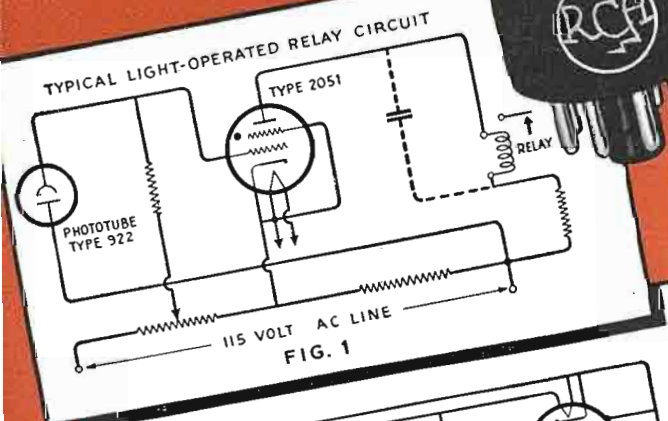 RCA
TYPICAL LIGHT-OPERATED RELAY CIRCUIT
TYPE 2051
RELAY
PHOTOTUBE
TYPE 922
115 VOLT AC LINE
FIG. 1